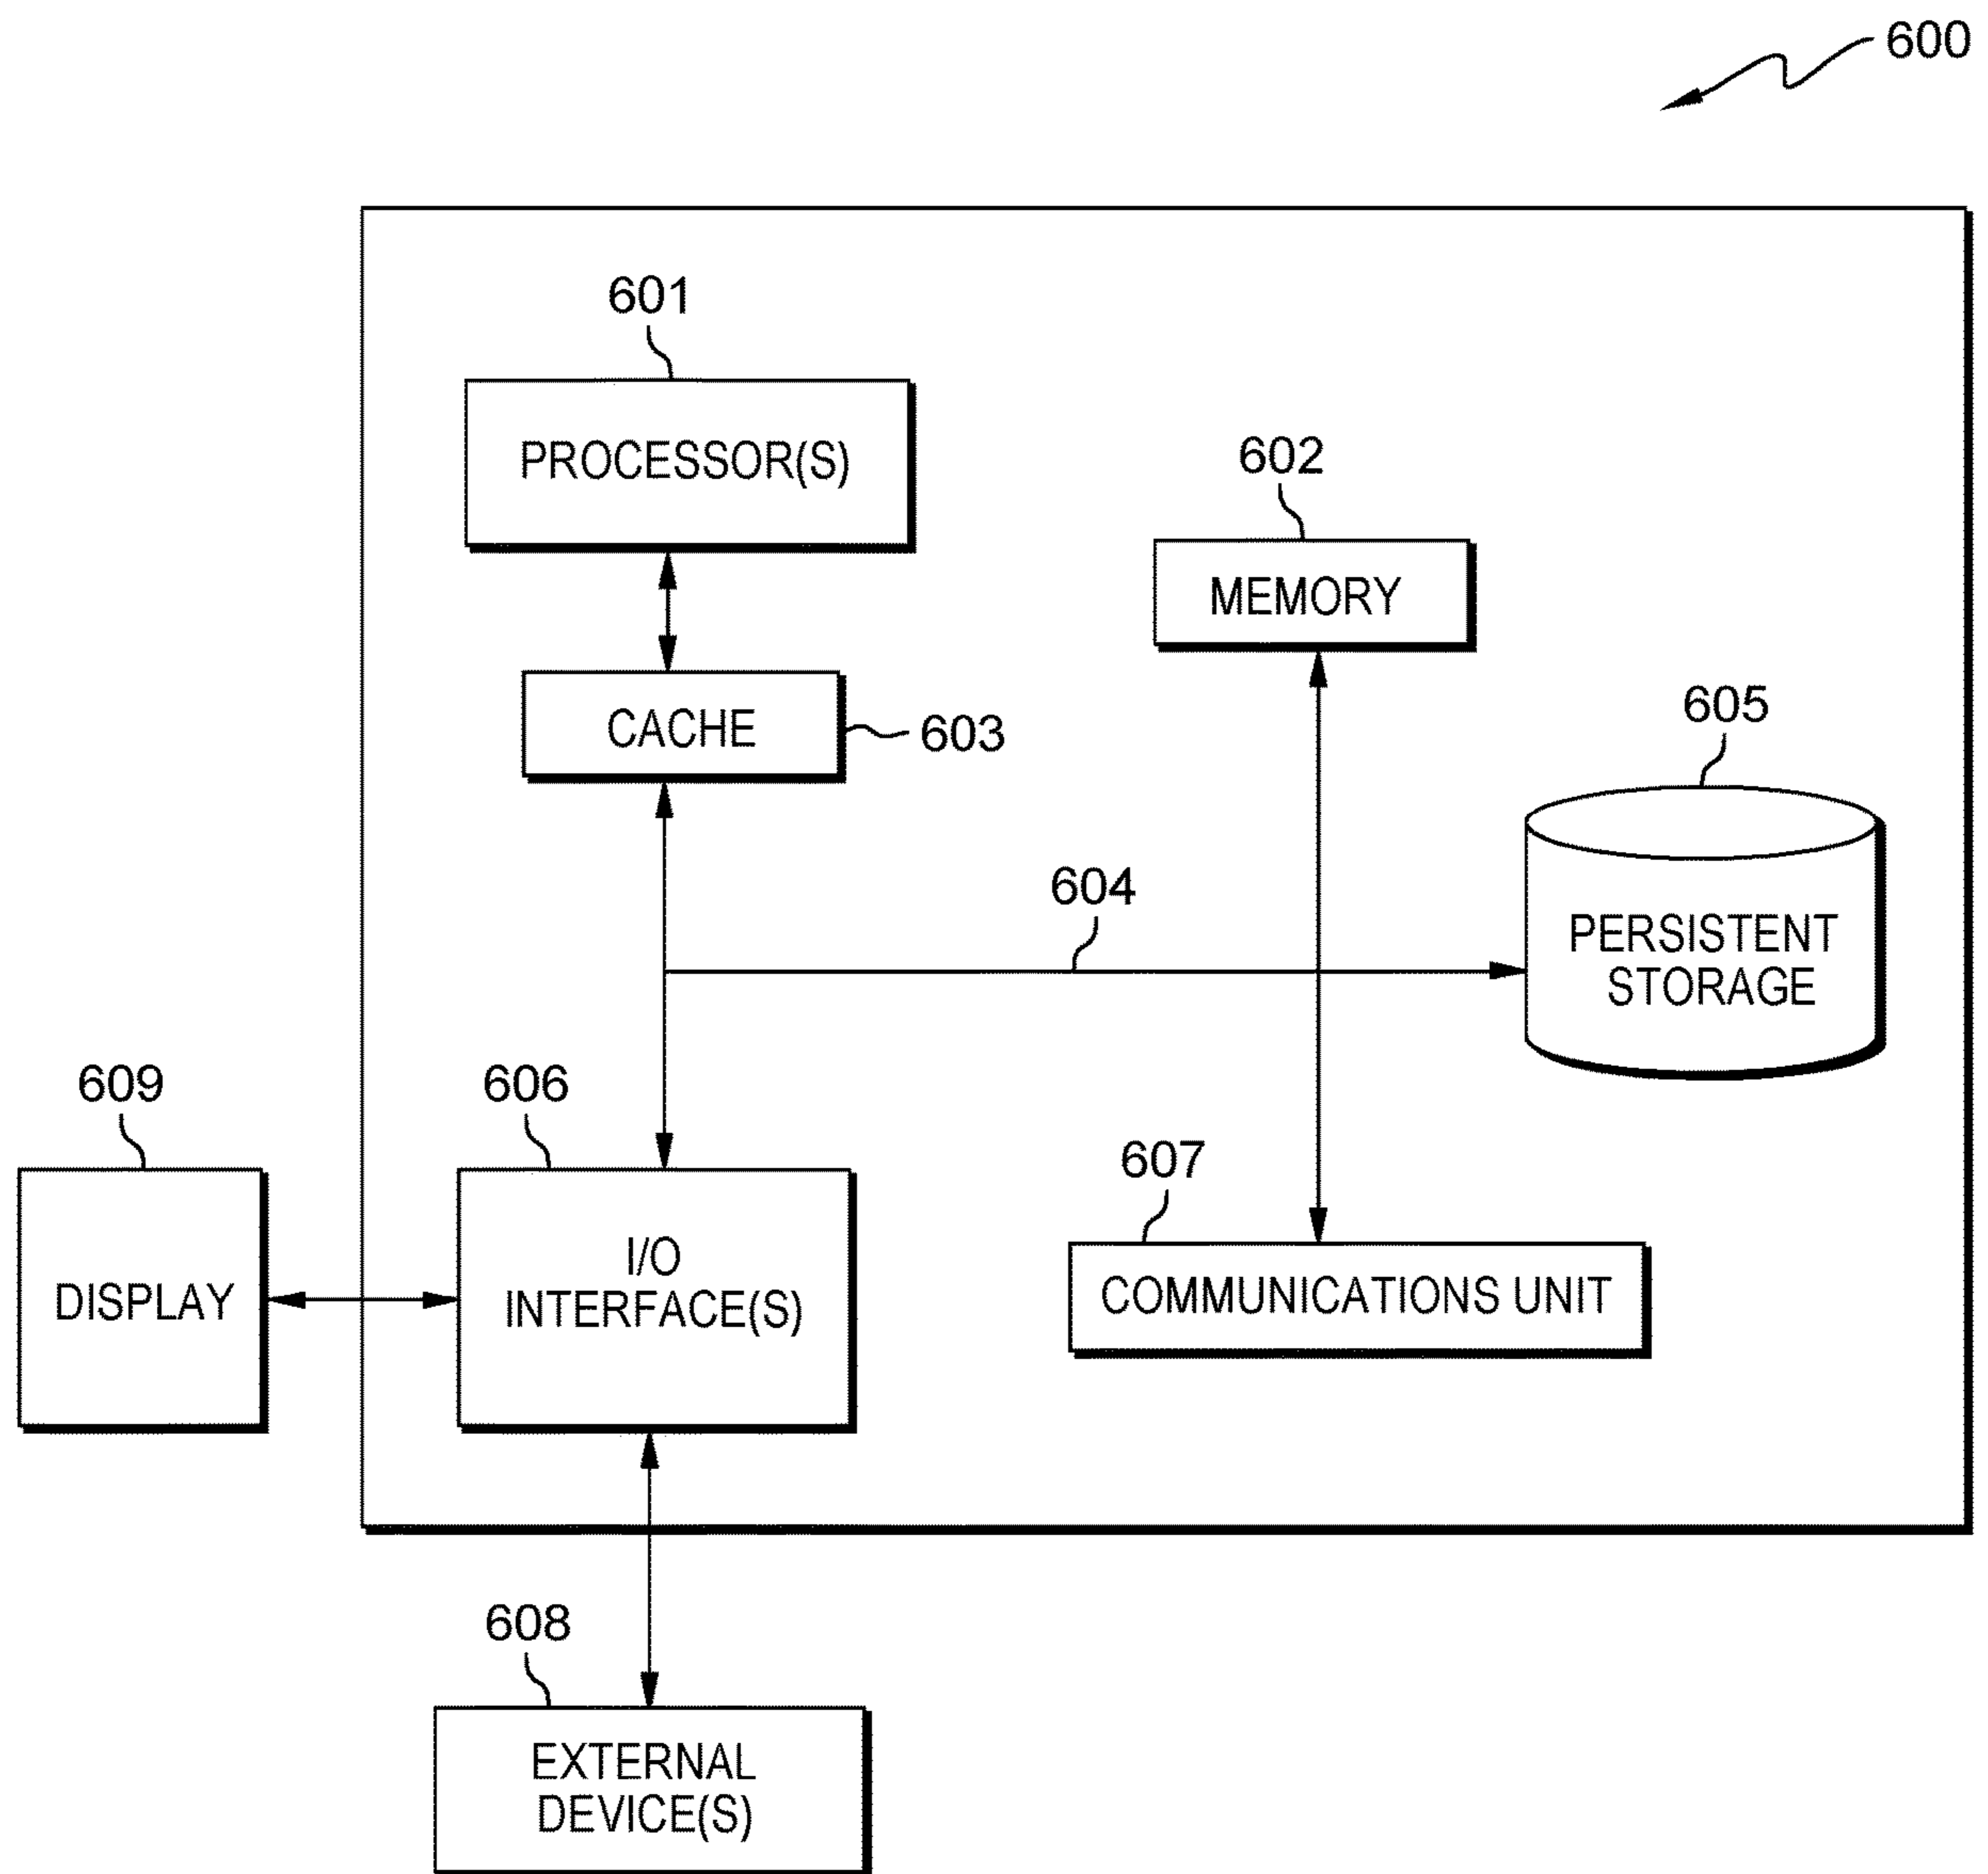 600
601
PROCESSOR(S)
602
MEMORY
CACHE
603
605
604
PERSISTENT
STORAGE
609
606
607
DISPLAY
I/O
INTERFACE(S)
COMMUNICATIONS UNIT
608
EXTERNAL
DEVICE(S)